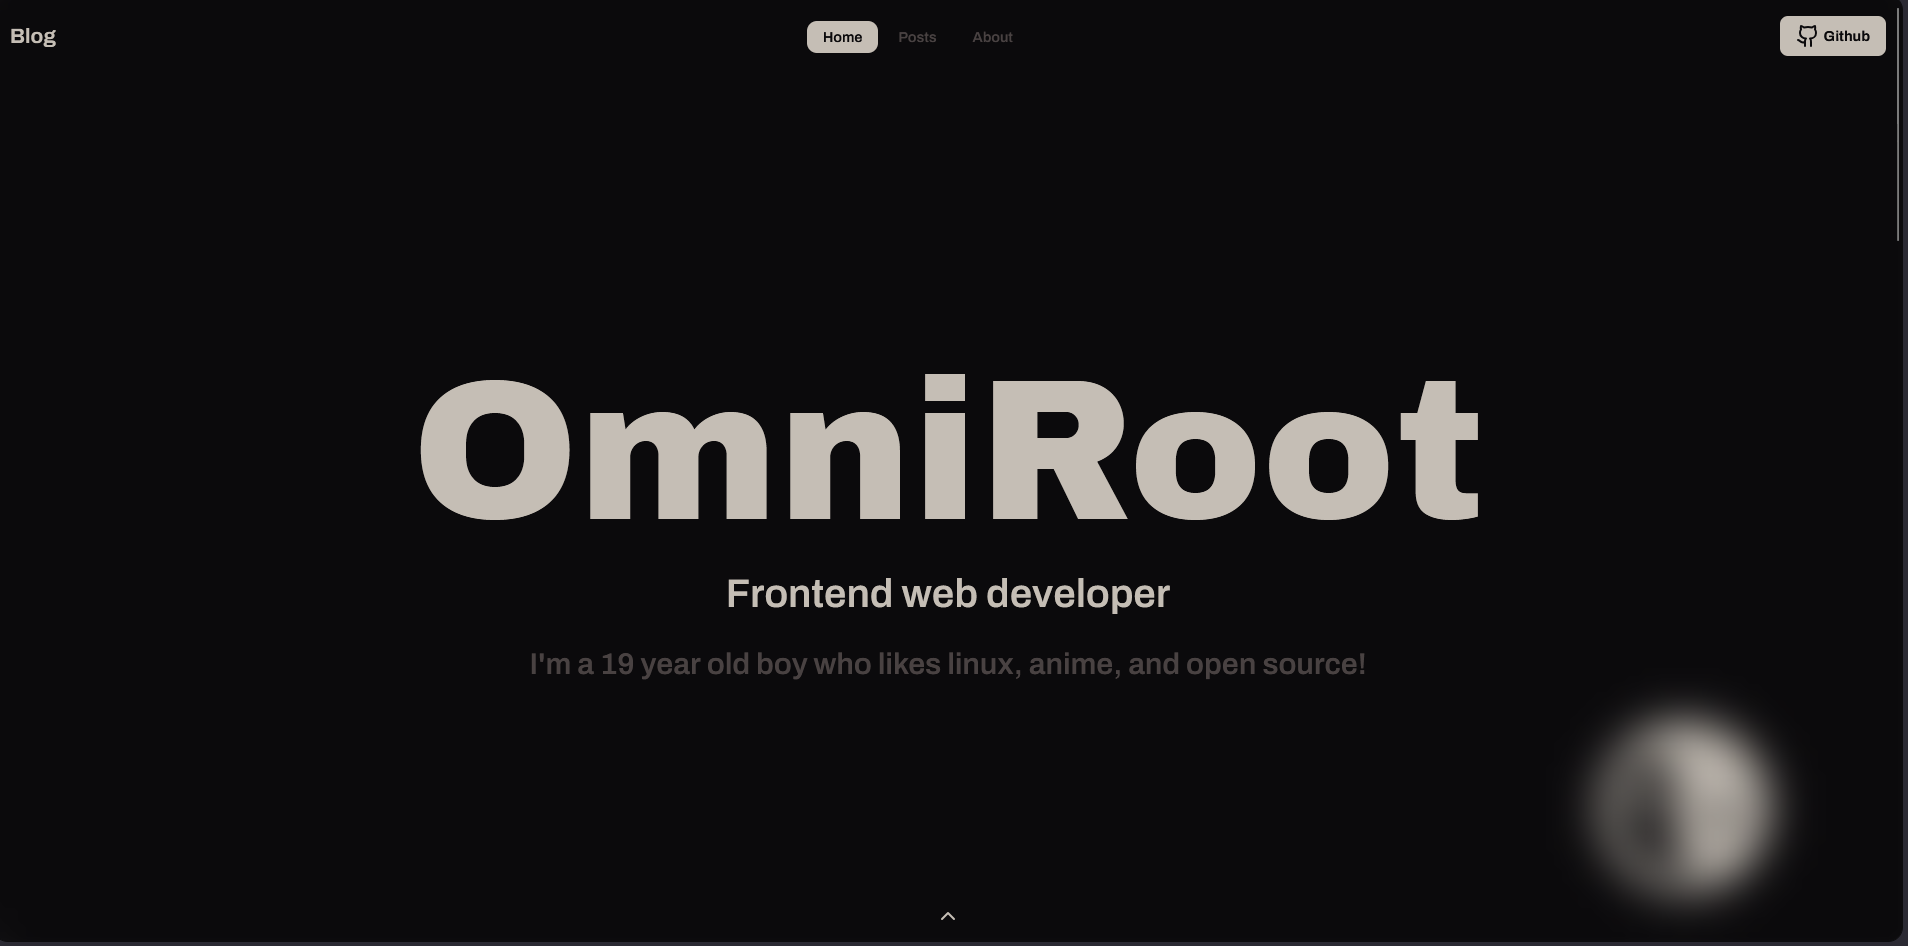 Blog
Home
Posts
About
Github
OmniRoot
Frontend web developer
I'm a 19 year old boy who likes linux, anime, and open source!